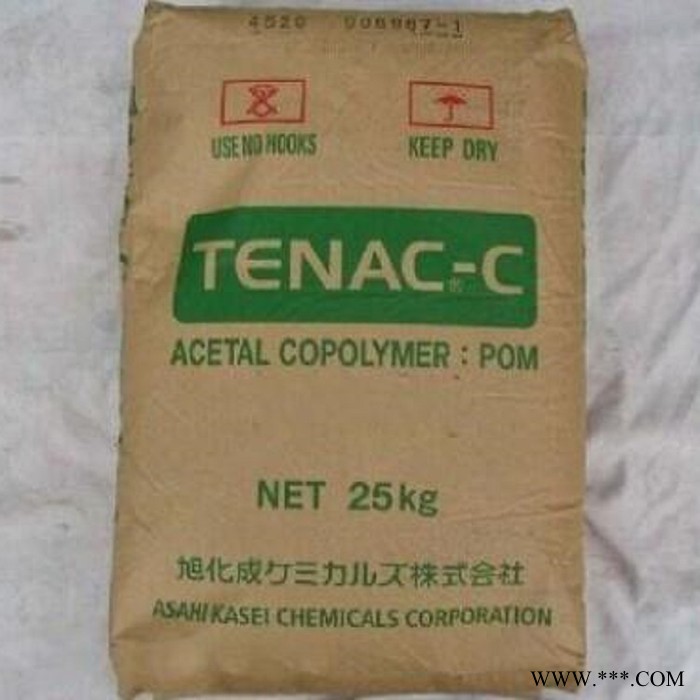 4520
USE NO HOOKS KEEP DRY
TENAC-C
®
ACETAL COPOLYMER : POM
NET 25kg
旭化成ケミカルズ株式会社
ASAHI KASEI CHEMICALS CORPORATION
WWW.***.COM